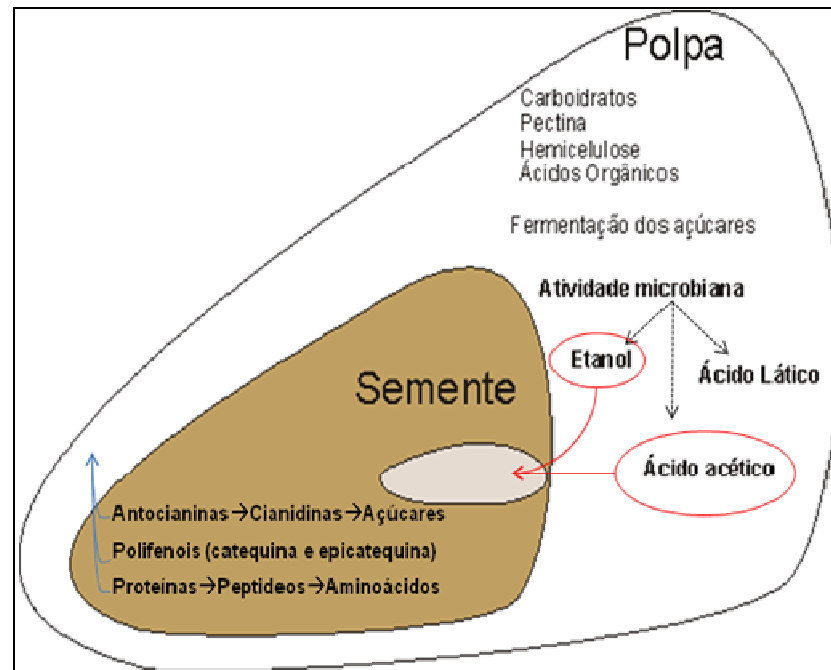 Polpa
Carboidratos
Pectina
Hemicelulose
Ácidos Orgânicos
Fermentação dos açúcares
Atividade microbiana
Etanol
Ácido Lático
Semente
Ácido acético
Antocianinas→Cianidinas→Açúcares
Polifenois (catequina e epicatequina)
Proteínas→Peptideos→Aminoácidos